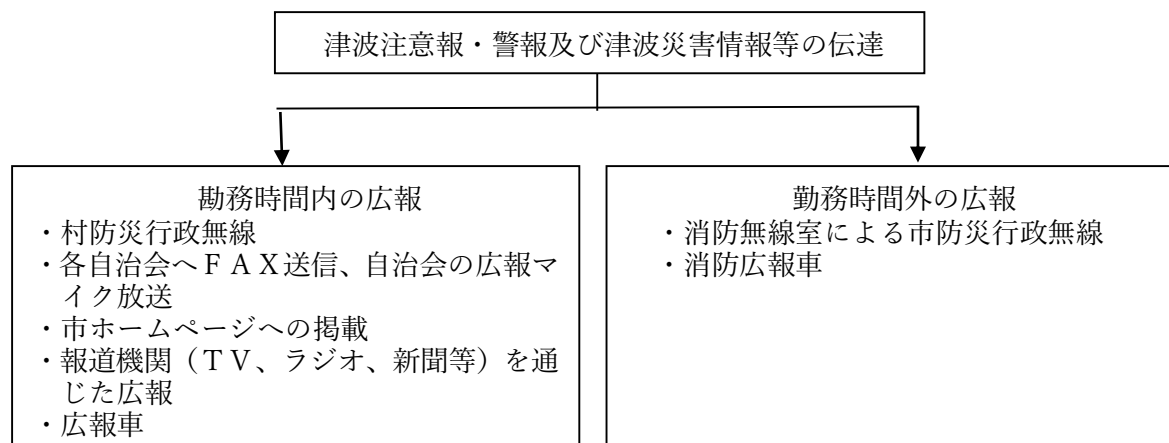 津波注意報・警報及び津波災害情報等の伝達
勘務時間内の広報
・村防災行政無線
・各自治会へＦＡＸ送信、自治会の広報マ
イク放送
・市ホームページへの掲載
・報道機関（ＴＶ、ラジオ、新聞等）を通
じた広報
・広報車
勤務時間外の広報
・消防無線室による市防災行政無線
・消防広報車